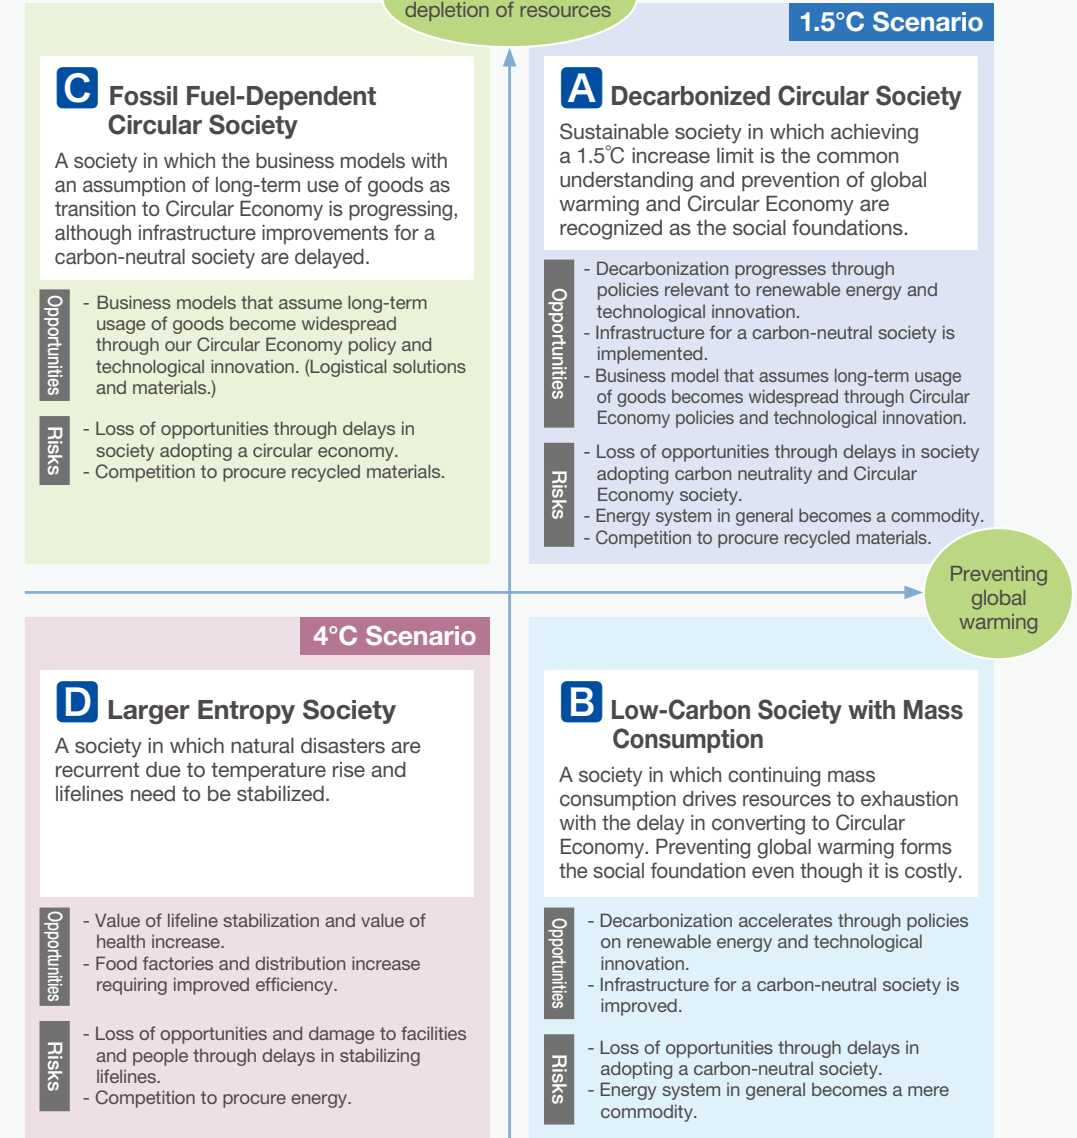 depletion of resources
1.5°C Scenario
C Fossil Fuel-Dependent
Circular Society
A society in which the business models with
an assumption of long-term use of goods as
transition to Circular Economy is progressing,
although infrastructure improvements for a
carbon-neutral society are delayed.
Opportunities
- Business models that assume long-term
usage of goods become widespread
through our Circular Economy policy and
technological innovation. (Logistical solutions
and materials.)
Risks
- Loss of opportunities through delays in
society adopting a circular economy.
- Competition to procure recycled materials.
A Decarbonized Circular Society
Sustainable society in which achieving
a 1.5℃ increase limit is the common
understanding and prevention of global
warming and Circular Economy are
recognized as the social foundations.
Opportunities
- Decarbonization progresses through
policies relevant to renewable energy and
technological innovation.
- Infrastructure for a carbon-neutral society is
implemented.
- Business model that assumes long-term usage
of goods becomes widespread through Circular
Economy policies and technological innovation.
Risks
- Loss of opportunities through delays in society
adopting carbon neutrality and Circular
Economy society.
- Energy system in general becomes a commodity.
- Competition to procure recycled materials.
Preventing
global
warming
4°C Scenario
D Larger Entropy Society
A society in which natural disasters are
recurrent due to temperature rise and
lifelines need to be stabilized.
Opportunities
- Value of lifeline stabilization and value of
health increase.
- Food factories and distribution increase
requiring improved efficiency.
Risks
- Loss of opportunities and damage to facilities
and people through delays in stabilizing
lifelines.
- Competition to procure energy.
B Low-Carbon Society with Mass
Consumption
A society in which continuing mass
consumption drives resources to exhaustion
with the delay in converting to Circular
Economy. Preventing global warming forms
the social foundation even though it is costly.
Opportunities
- Decarbonization accelerates through policies
on renewable energy and technological
innovation.
- Infrastructure for a carbon-neutral society is
improved.
Risks
- Loss of opportunities through delays in
adopting a carbon-neutral society.
- Energy system in general becomes a mere
commodity.